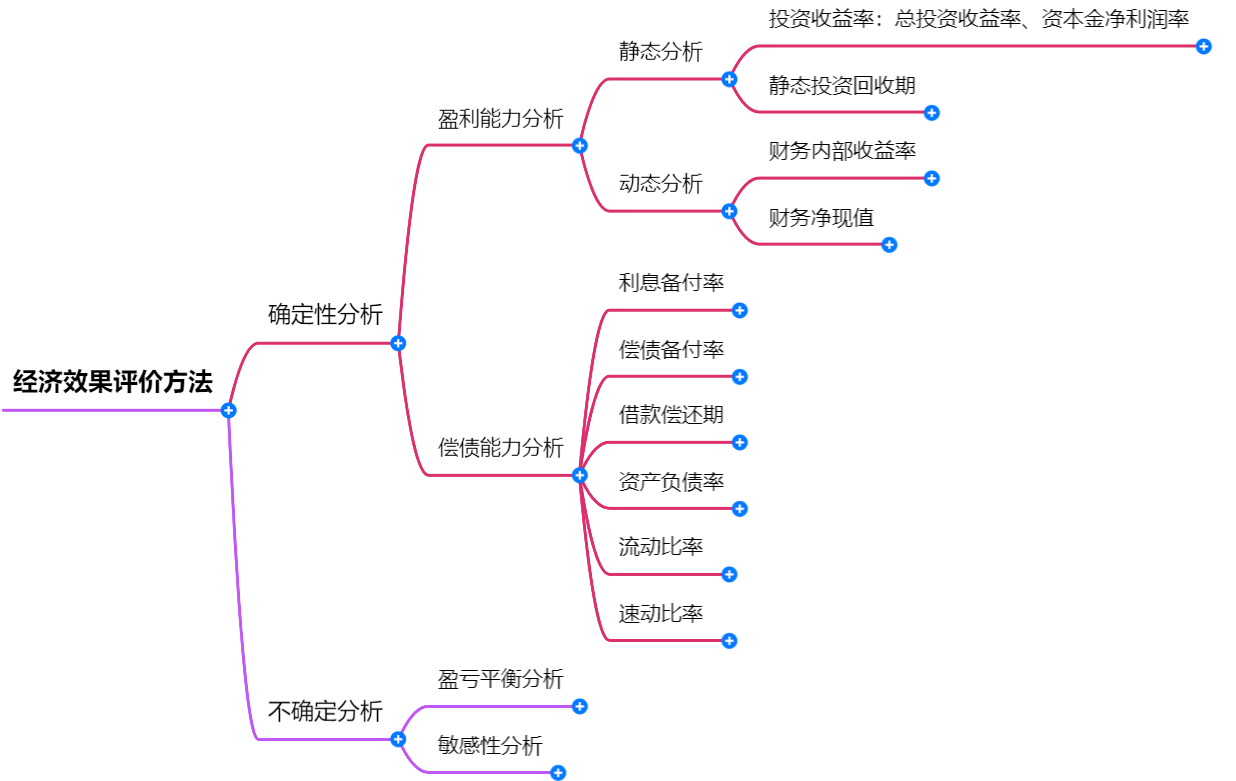 经济效果评价方法
确定性分析
盈利能力分析
静态分析
投资收益率：总投资收益率、资本金净利润率
静态投资回收期
动态分析
财务内部收益率
财务净现值
偿债能力分析
利息备付率
偿债备付率
借款偿还期
资产负债率
流动比率
速动比率
不确定分析
盈亏平衡分析
敏感性分析